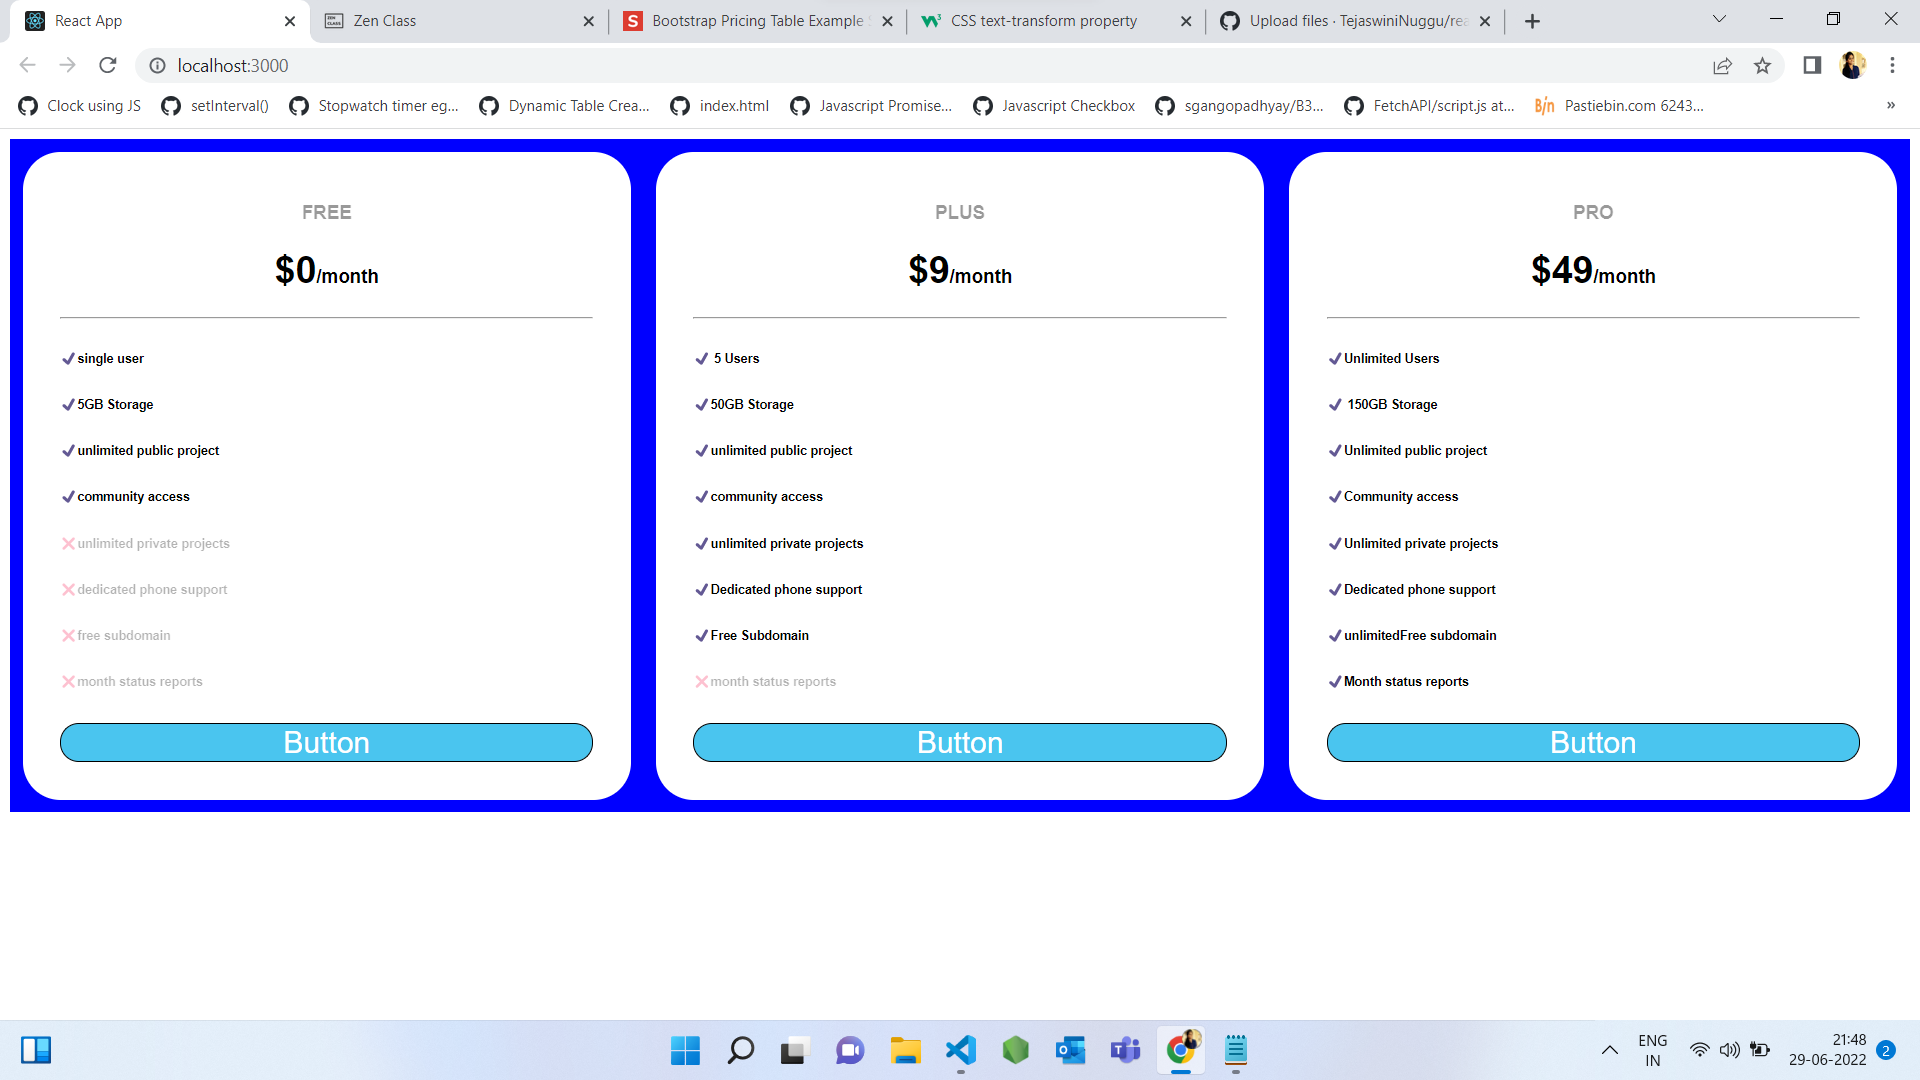 React App
Zen Class
Bootstrap Pricing Table Example
CSS text-transform property
Upload files · TejaswiniNuggu/rea
localhost:3000
Clock using JS
setInterval()
Stopwatch timer eg...
Dynamic Table Crea...
index.html
Javascript Promise...
Javascript Checkbox
sgangopadhyay/B3...
FetchAPI/script.js at...
Pastiebin.com 6243...
»
FREE
$0/month
single user
5GB Storage
unlimited public project
community access
unlimited private projects
dedicated phone support
free subdomain
month status reports
Button
PLUS
$9/month
5 Users
50GB Storage
unlimited public project
community access
unlimited private projects
Dedicated phone support
Free Subdomain
month status reports
Button
PRO
$49/month
Unlimited Users
150GB Storage
Unlimited public project
Community access
Unlimited private projects
Dedicated phone support
unlimitedFree subdomain
Month status reports
Button
ENG
IN
21:48
29-06-2022
2